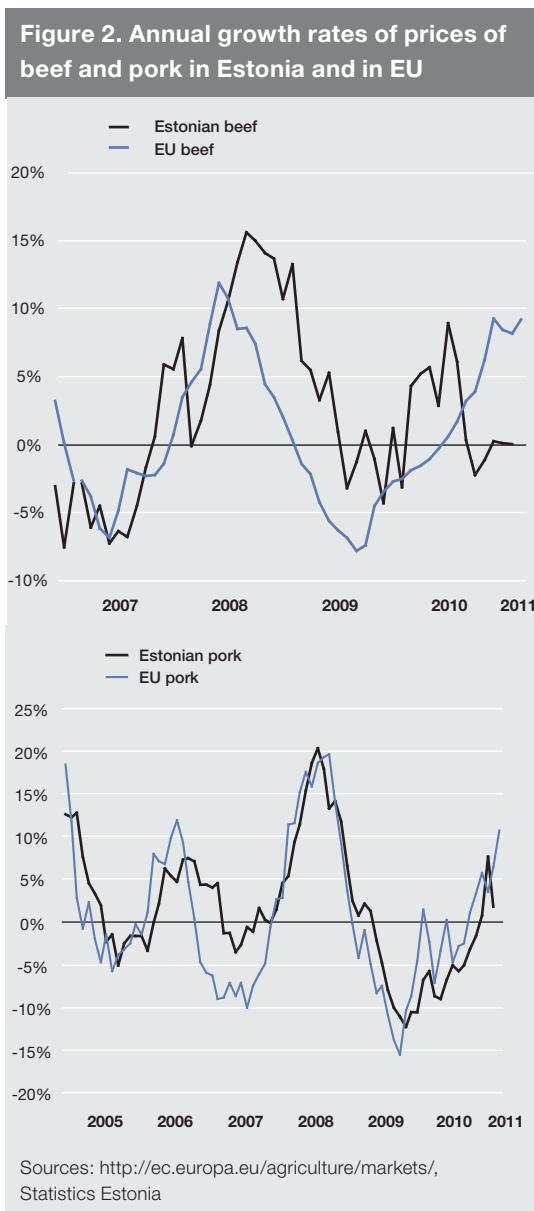 Figure 2. Annual growth rates of prices of
beef and pork in Estonia and in EU
Estonian beef
EU beef
20%
15%
10%
5%
0%
-5%
-10%
2007 2008 2009 2010 2011
Estonian pork
EU pork
25%
20%
15%
10%
5%
0%
-5%
-10%
-15%
-20%
2005 2006 2007 2008 2009 2010 2011
Sources: http://ec.europa.eu/agriculture/markets/,
Statistics Estonia